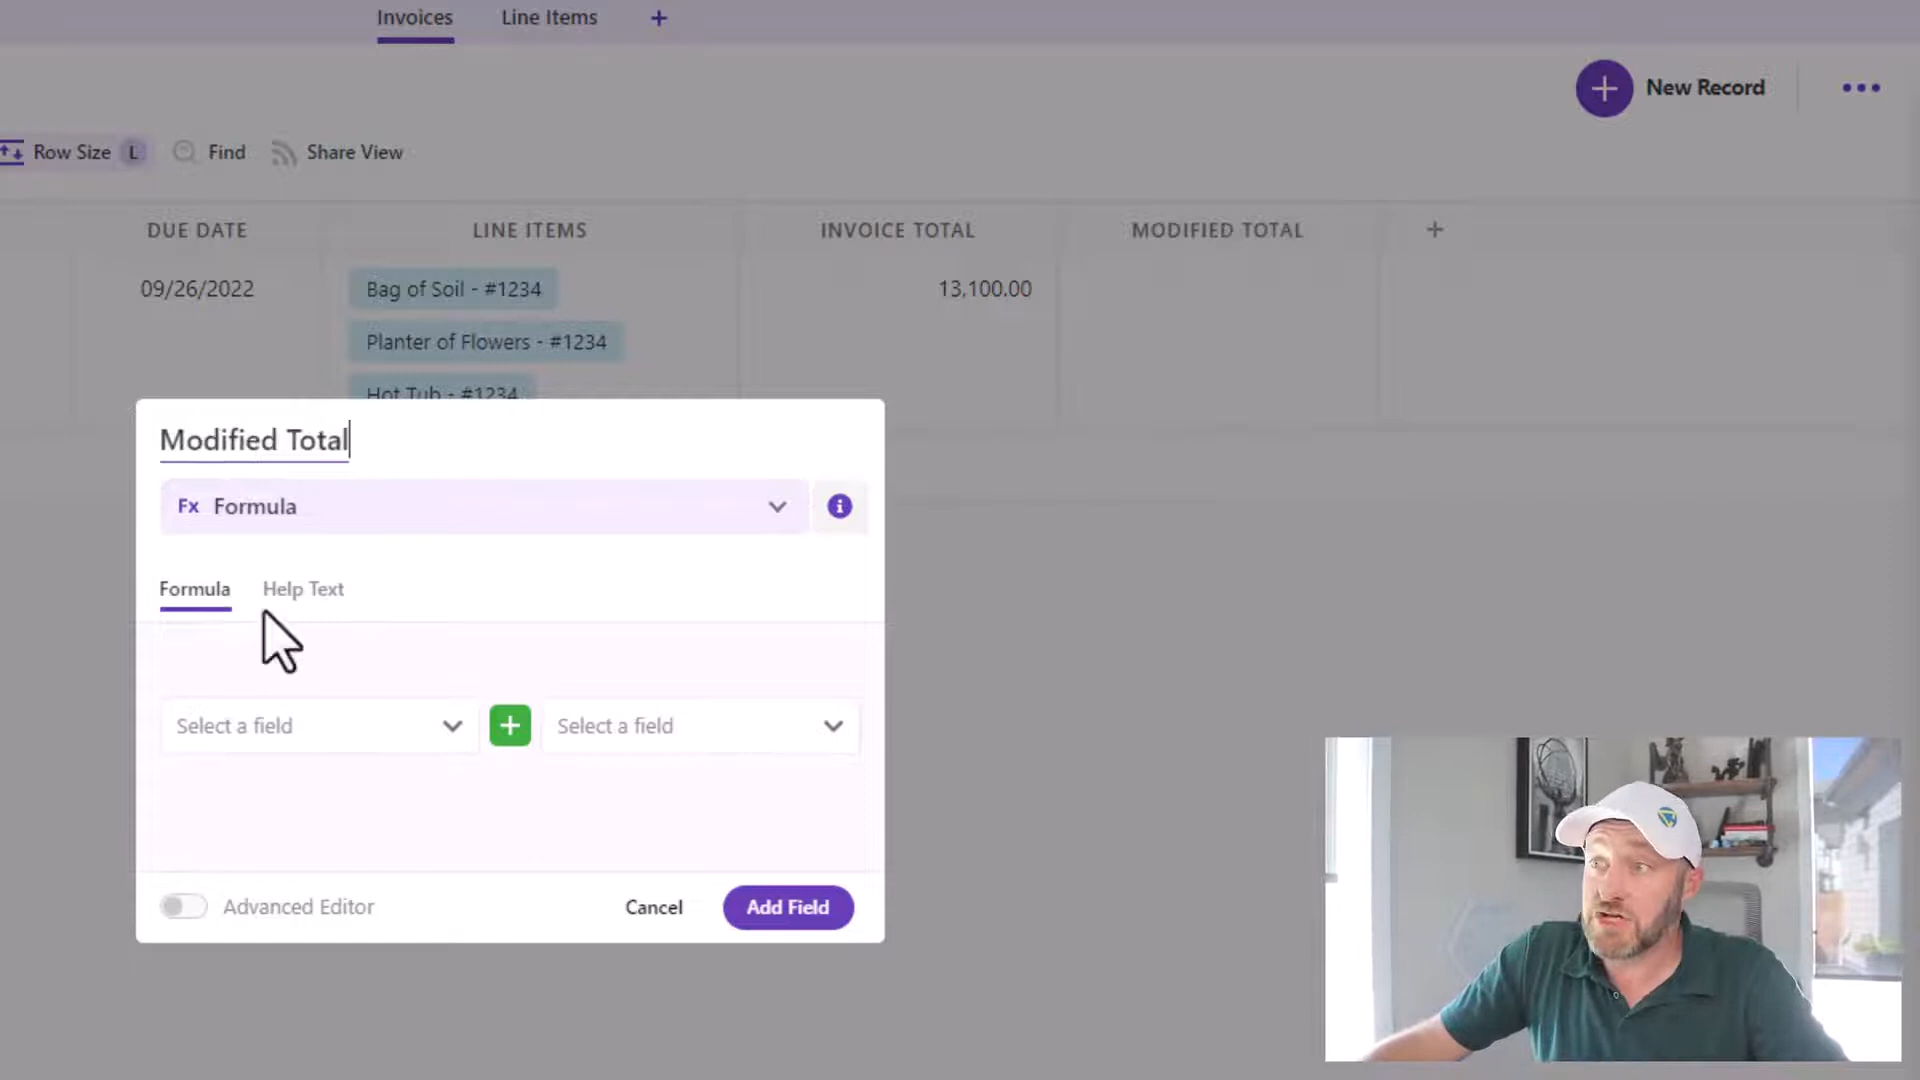 Invoices Line Items +
New Record
Row Size L Find Share View
DUE DATE LINE ITEMS INVOICE TOTAL MODIFIED TOTAL +
09/26/2022 Bag of Soil - #1234 13,100.00
Planter of Flowers - #1234
Hot Tub - #1234
Modified Total
Fx Formula
Formula Help Text
Select a field + Select a field
Advanced Editor Cancel Add Field